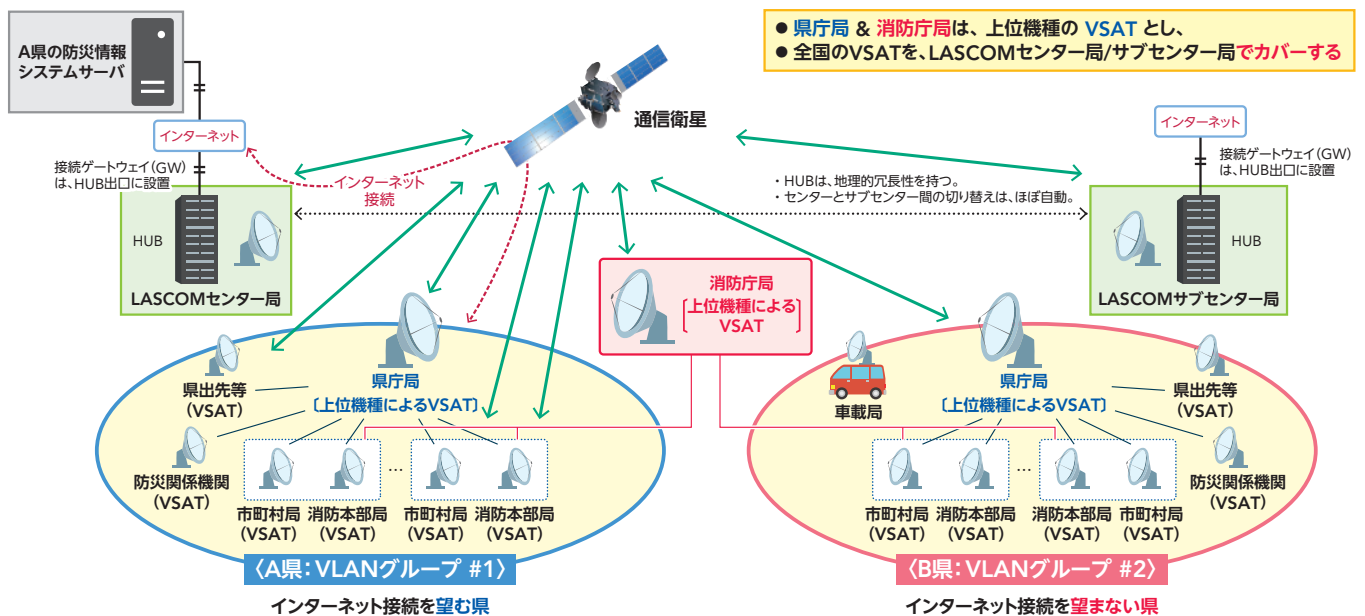 A県の防災情報
システムサーバ
● 県庁局 & 消防庁局は、上位機種の VSAT とし、
● 全国のVSATを、LASCOMセンター局/サブセンター局でカバーする
通信衛星
インターネット
接続ゲートウェイ(GW)
は、HUB出口に設置
インターネット
接続
インターネット
接続ゲートウェイ(GW)
は、HUB出口に設置
・HUBは、地理的冗長性を持つ。
・センターとサブセンター間の切り替えは、ほぼ自動。
HUB
LASCOMセンター局
HUB
LASCOMサブセンター局
消防庁局
〔上位機種による
VSAT〕
県出先等
(VSAT)
県庁局
〔上位機種によるVSAT〕
防災関係機関
(VSAT)
…
市町村局
(VSAT)
消防本部局
(VSAT)
市町村局
(VSAT)
消防本部局
(VSAT)
〈A県:VLANグループ #1〉
インターネット接続を望む県
車載局
県庁局
〔上位機種によるVSAT〕
県出先等
(VSAT)
防災関係機関
(VSAT)
…
市町村局
(VSAT)
消防本部局
(VSAT)
消防本部局
(VSAT)
市町村局
(VSAT)
〈B県:VLANグループ #2〉
インターネット接続を望まない県